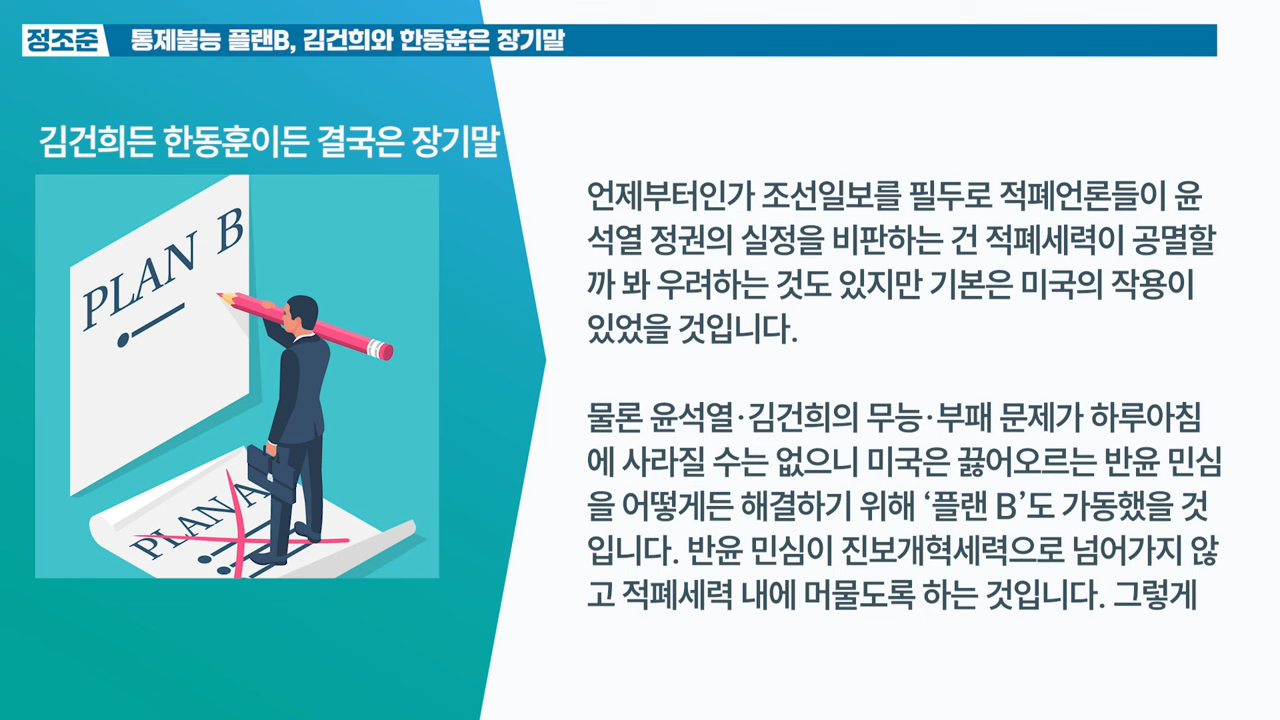 정조준
통제불능 플랜B, 김건희와 한동훈은 장기말
김건희든 한동훈이든 결국은 장기말
PLAN B
PLAN A
언제부터인가 조선일보를 필두로 적폐언론들이 윤
석열 정권의 실정을 비판하는 건 적폐세력이 공멸할
까 봐 우려하는 것도 있지만 기본은 미국의 작용이
있었을 것입니다.
물론 윤석열·김건희의 무능·부패 문제가 하루아침
에 사라질 수는 없으니 미국은 끓어오르는 반윤 민심
을 어떻게든 해결하기 위해 ‘플랜 B’도 가동했을 것
입니다. 반윤 민심이 진보개혁세력으로 넘어가지 않
고 적폐세력 내에 머물도록 하는 것입니다. 그렇게